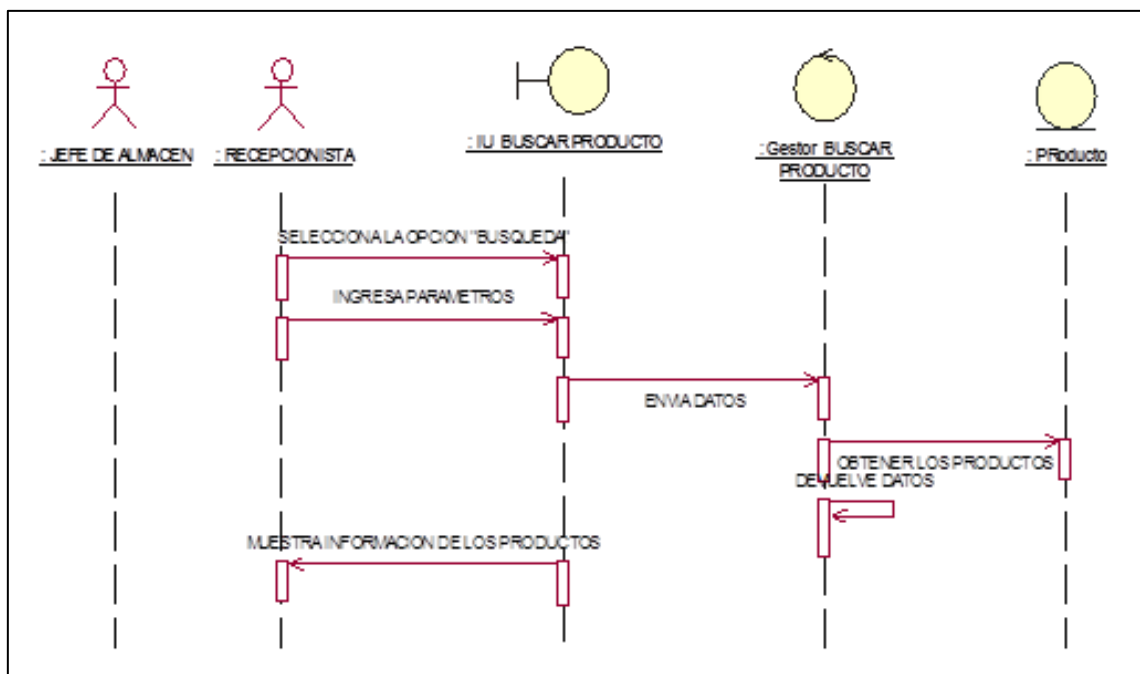 : JEFE DE ALMACEN
: RECEPCIONISTA
: IU BUSCAR PRODUCTO
: Gestor BUSCAR
PRODUCTO
: PRoducto
SELECCIONA LA OPCION "BUSQUEDA"
INGRESA PARAMETROS
ENVIA DATOS
OBTENER LOS PRODUCTOS
DEVUELVE DATOS
MUESTRA INFORMACION DE LOS PRODUCTOS